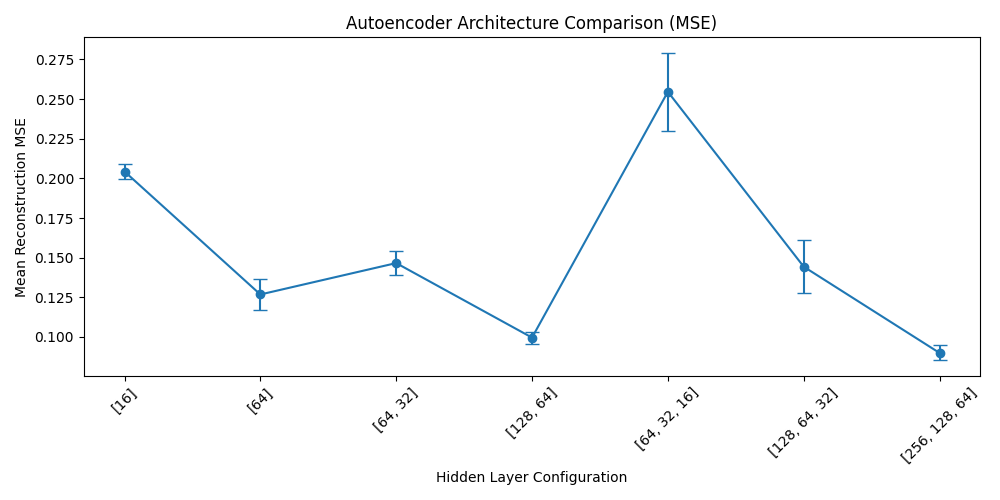 Autoencoder Architecture Comparison (MSE)
Mean Reconstruction MSE
0.275
0.250
0.225
0.200
0.175
0.150
0.125
0.100
[16]
[64]
[64, 32]
[128, 64]
[64, 32, 16]
[128, 64, 32]
[256, 128, 64]
Hidden Layer Configuration